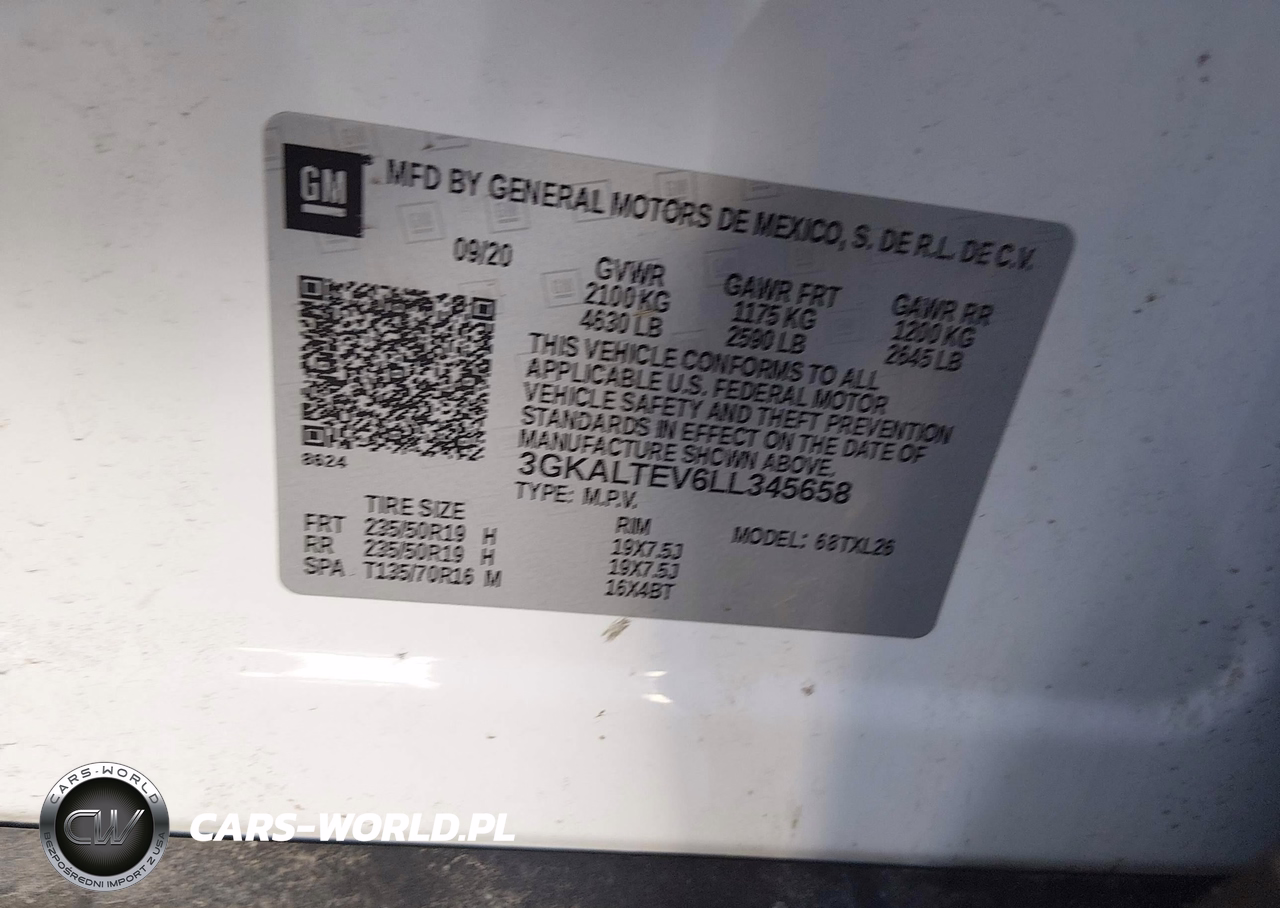 GM
MFD BY GENERAL MOTORS DE MEXICO, S. DE R.L. DE C.V.
09/20
GVWR GAWR FRT GAWR RR
2100 KG 1175 KG 1200 KG
4630 LB 2590 LB 2645 LB
THIS VEHICLE CONFORMS TO ALL
APPLICABLE U.S. FEDERAL MOTOR
VEHICLE SAFETY AND THEFT PREVENTION
STANDARDS IN EFFECT ON THE DATE OF
MANUFACTURE SHOWN ABOVE.
8624
3GKALTEV6LL345658
TYPE: M.P.V.
TIRE SIZE RIM MODEL: 68TXL26
FRT 235/50R19 H 19X7.5J
RR 235/50R19 H 19X7.5J
SPA T135/70R16 M 16X4BT
CARS-WORLD
CW
BEZPOŚREDNI IMPORT Z USA
CARS-WORLD.PL